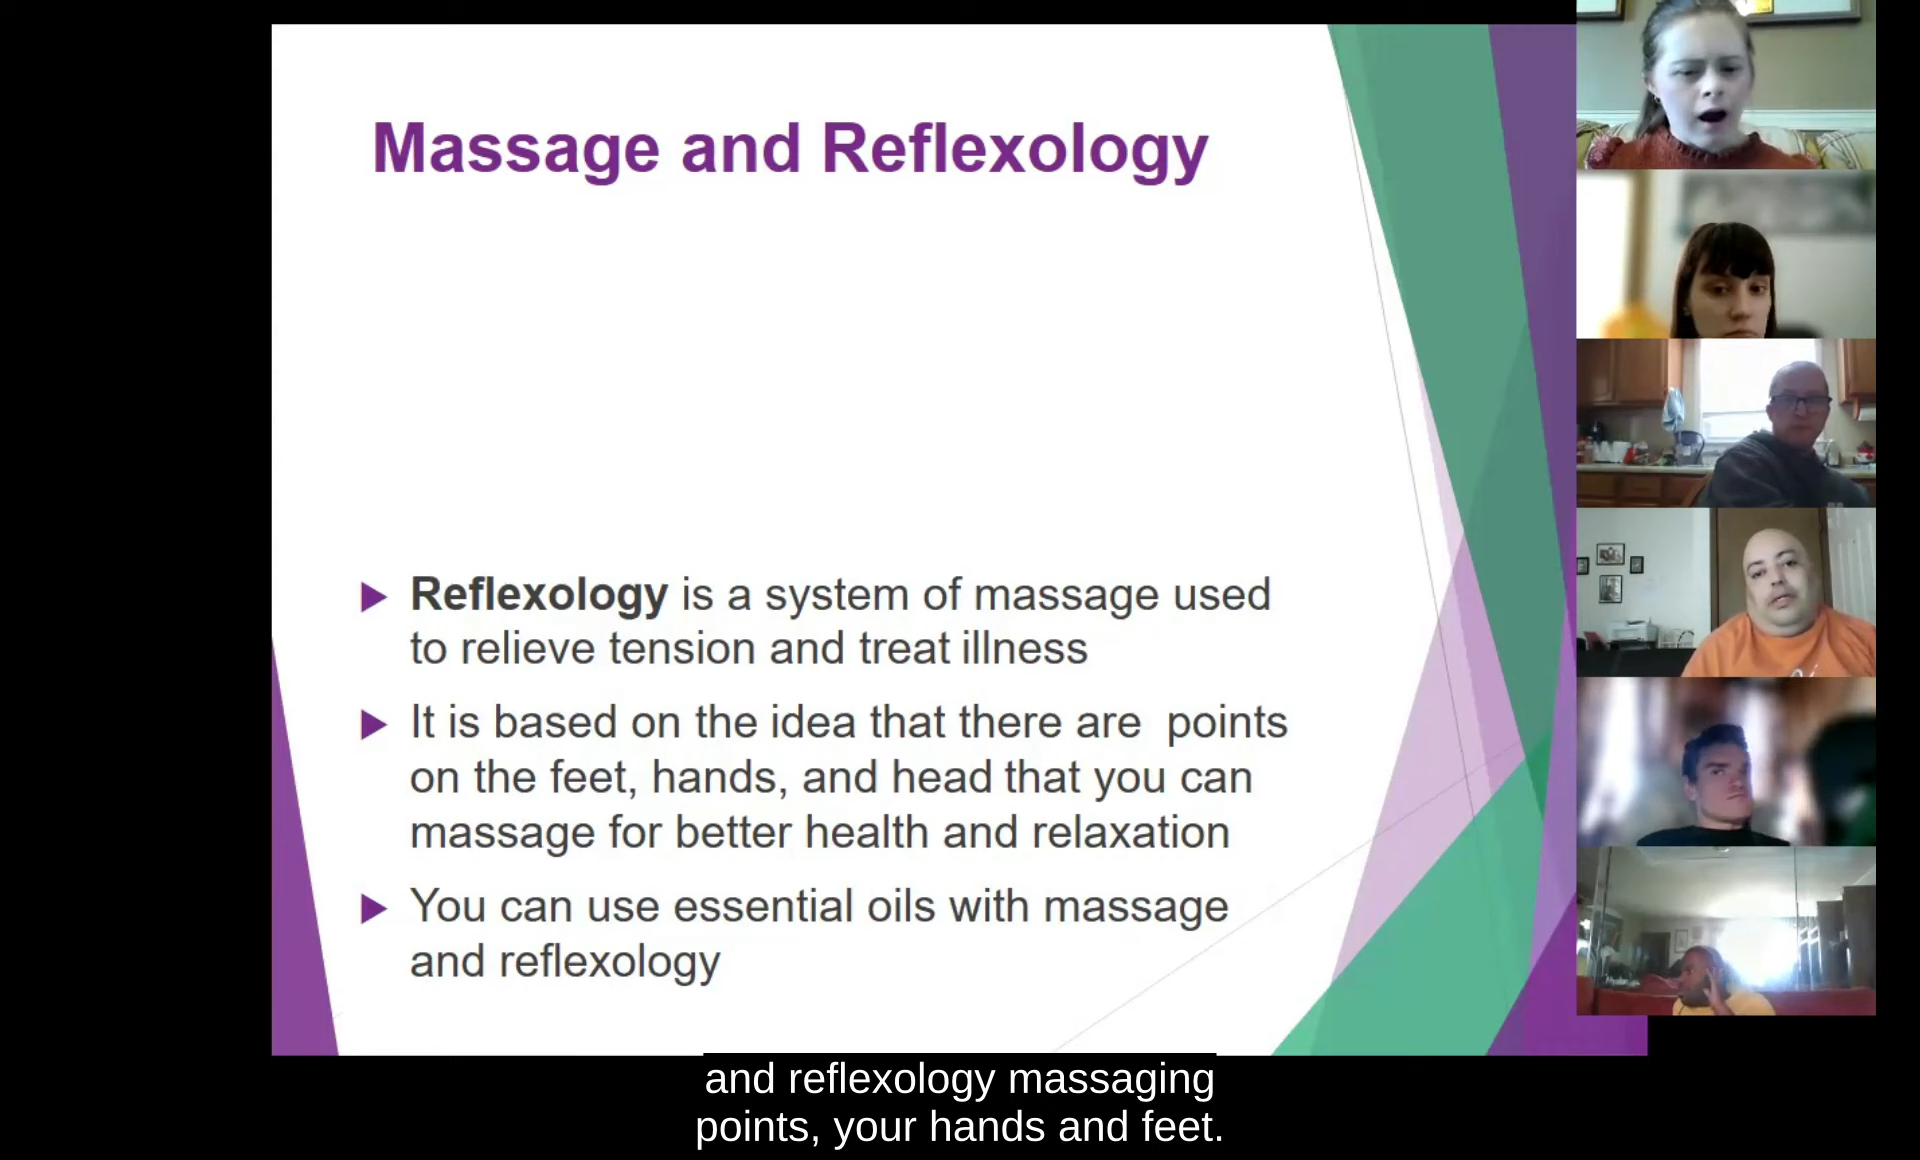 Massage and Reflexology
Reflexology is a system of massage used
to relieve tension and treat illness
It is based on the idea that there are  points
on the feet, hands, and head that you can
massage for better health and relaxation
You can use essential oils with massage
and reflexology
and reflexology massaging
points, your hands and feet.